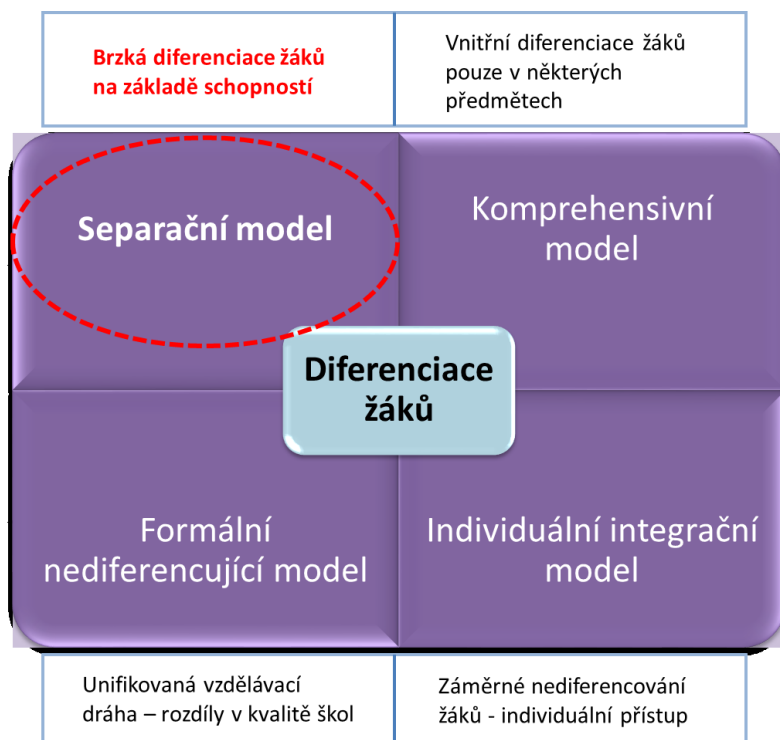 Brzká diferenciace žáků
na základě schopností
Vnitřní diferenciace žáků
pouze v některých
předmětech
Separační model
Komprehensivní
model
Diferenciace
žáků
Formální
nediferencující model
Individuální integrační
model
Unifikovaná vzdělávací
dráha – rozdíly v kvalitě škol
Záměrné nediferencování
žáků - individuální přístup